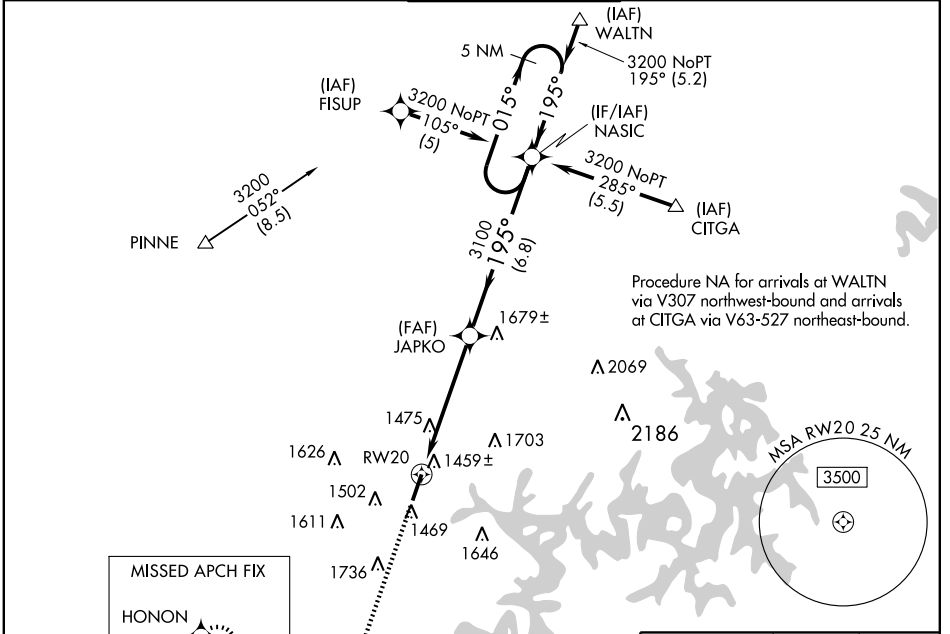 (IAF)
WALTN
5 NM
3200 NoPT
195° (5.2)
(IAF)
FISUP
3200 NoPT
105°
(5)
015°
195°
(IF/IAF)
NASIC
3200 NoPT
285°
(5.5)
(IAF)
CITGA
3200
052°
(8.5)
PINNE
3100
195°
(6.8)
Procedure NA for arrivals at WALTN
via V307 northwest-bound and arrivals
at CITGA via V63-527 northeast-bound.
(FAF)
JAPKO
1679±
2069
2186
1475
1703
1626
RW20
1459±
1502
1611
1469
1646
1736
MSA RW20 25 NM
3500
MISSED APCH FIX
HONON